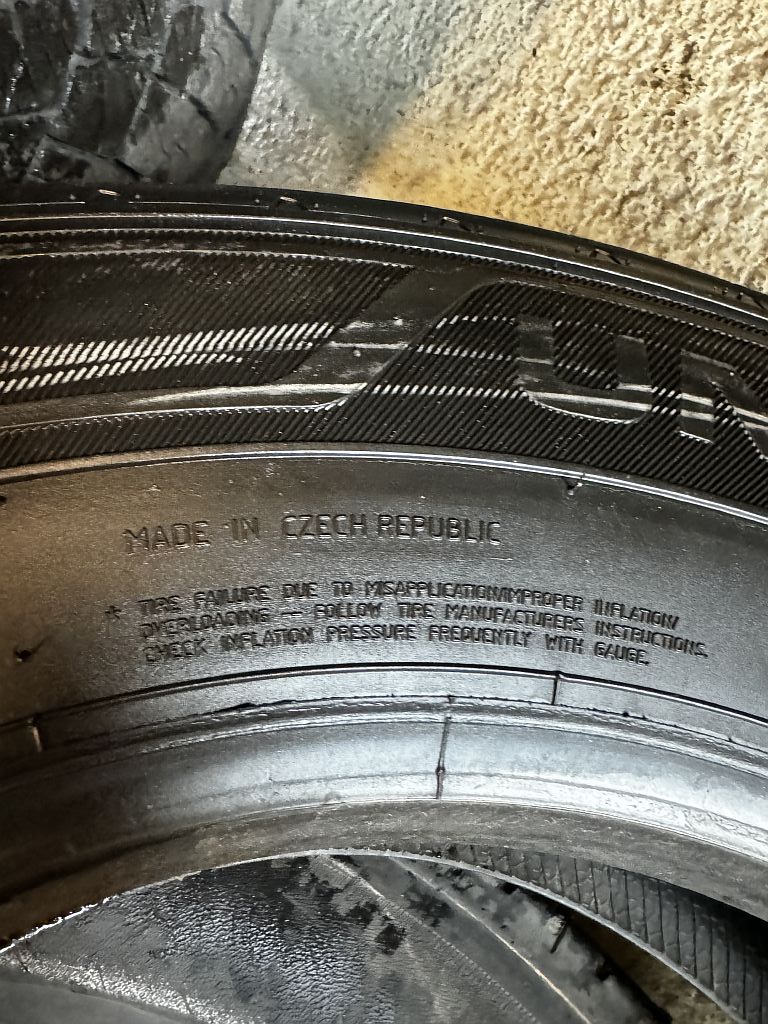 MADE IN CZECH REPUBLIC
* TIRE FAILURE DUE TO MISAPPLICATION/IMPROPER INFLATION/
OVERLOADING — FOLLOW TIRE MANUFACTURERS INSTRUCTIONS.
CHECK INFLATION PRESSURE FREQUENTLY WITH GAUGE.